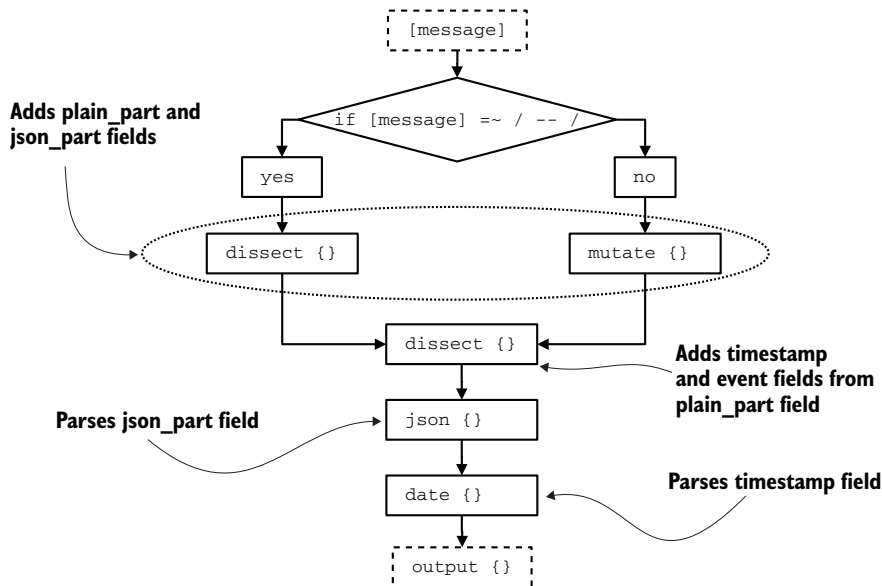 [message]
if [message] =~ / -- /
Adds plain_part and
json_part fields
yes
no
dissect {}
mutate {}
dissect {}
Adds timestamp
and event fields from
plain_part field
Parses json_part field
json {}
date {}
Parses timestamp field
output {}